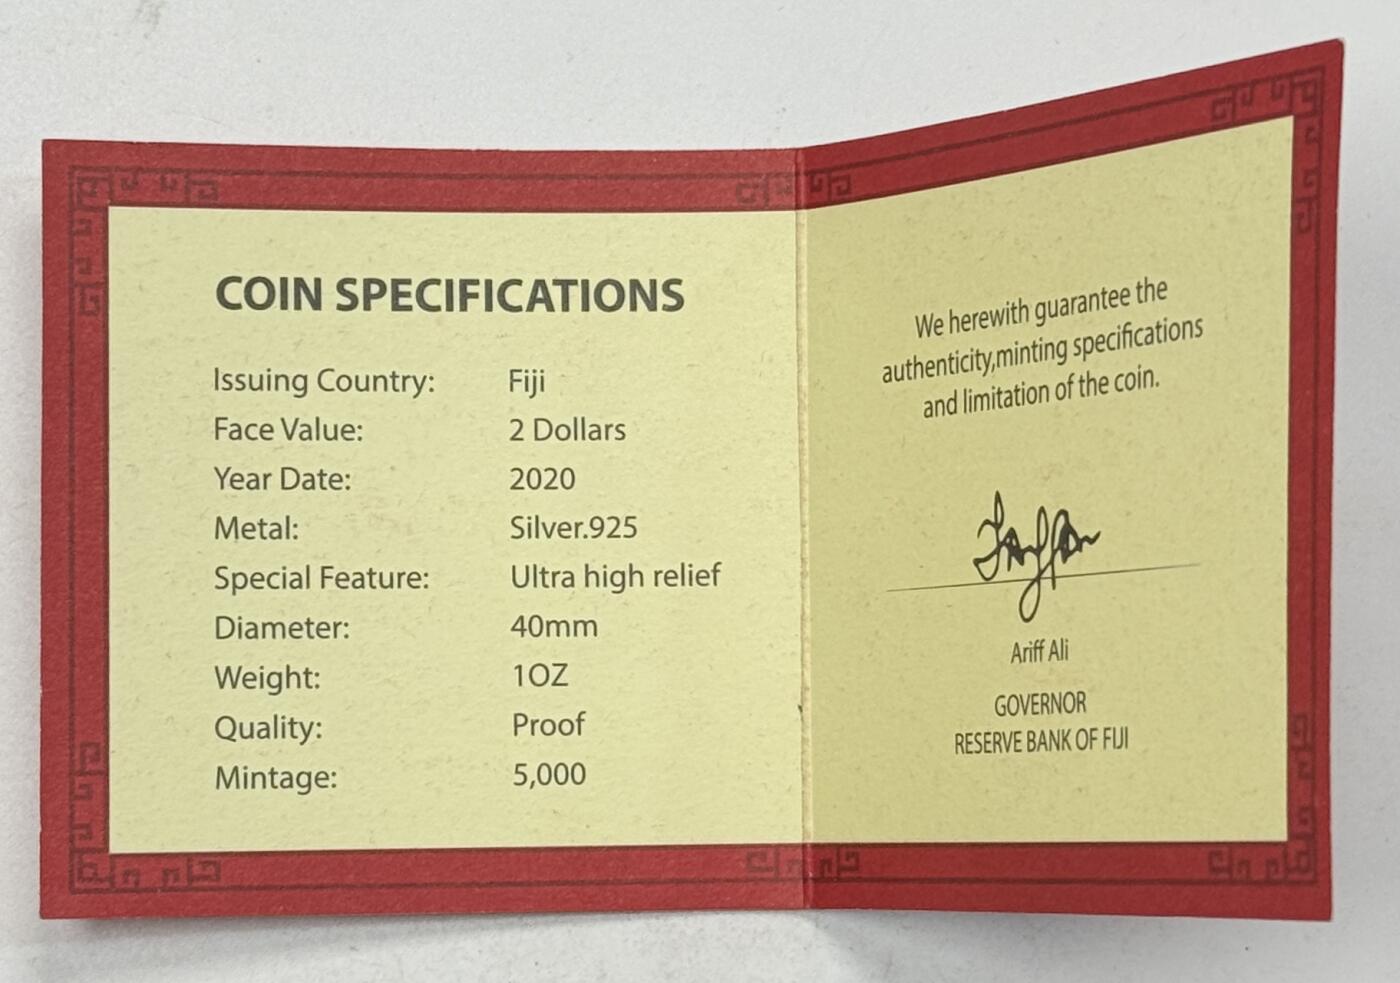 COIN SPECIFICATIONS
Issuing Country: Fiji
Face Value: 2 Dollars
Year Date: 2020
Metal: Silver.925
Special Feature: Ultra high relief
Diameter: 40mm
Weight: 1OZ
Quality: Proof
Mintage: 5,000
We herewith guarantee the
authenticity,minting specifications
and limitation of the coin.
Ariff Ali
GOVERNOR
RESERVE BANK OF FIJI